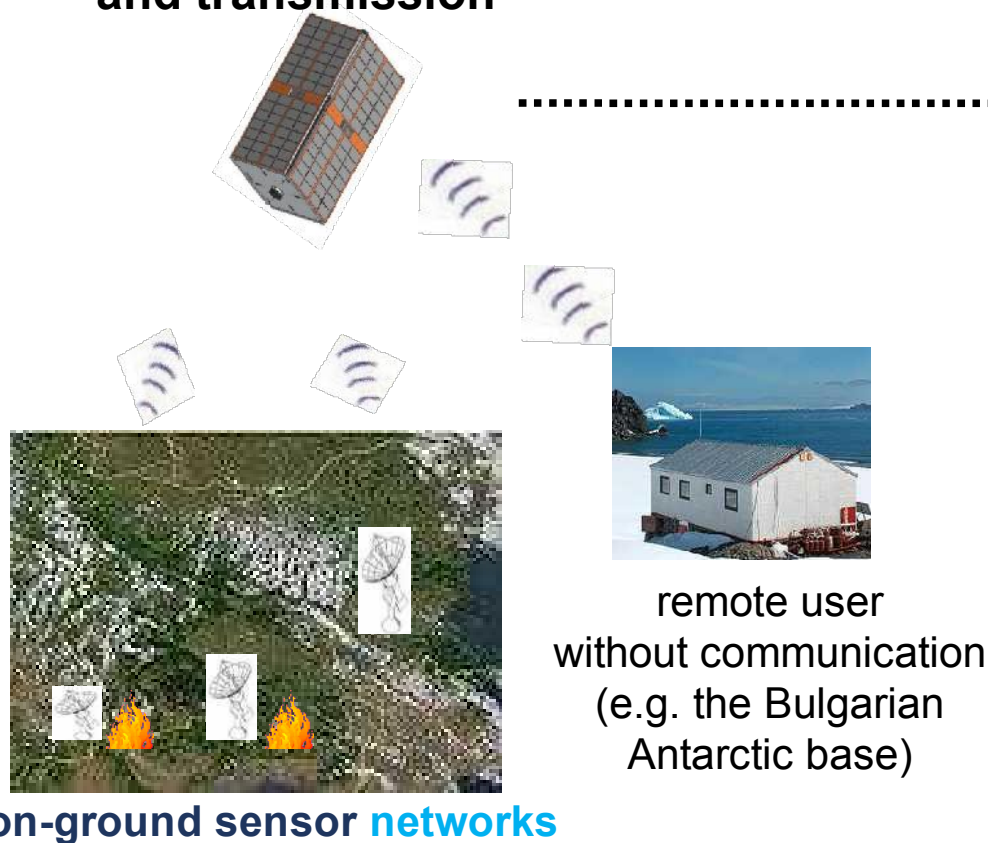 and transmission
remote user
without communication
(e.g. the Bulgarian
Antarctic base)
on-ground sensor networks